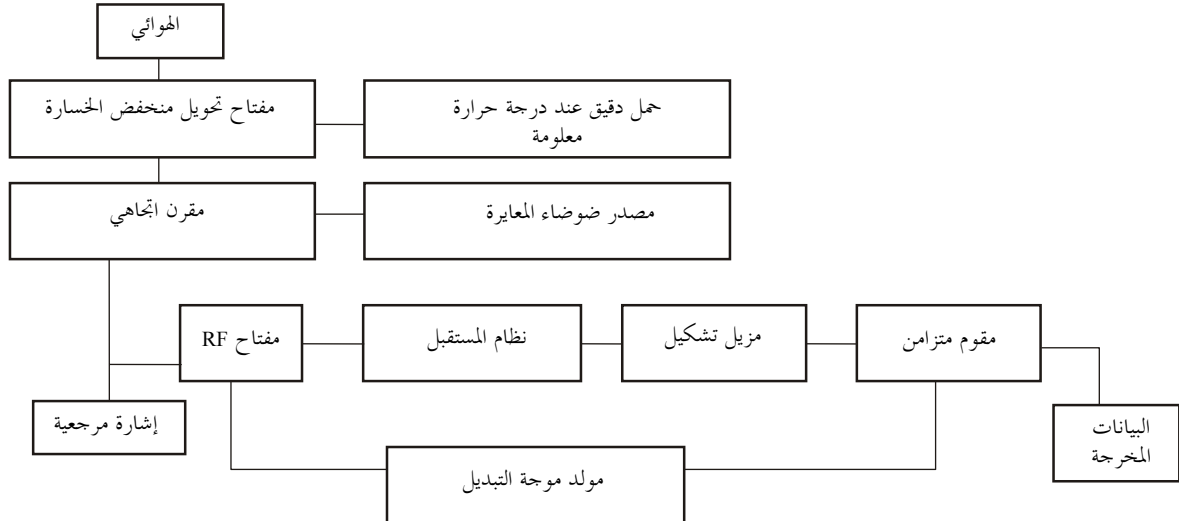 الهوائي
مفتاح تحويل منخفض الخسارة
حمل دقيق عند درجة حرارة
معلومة
مقرن اتجاهي
مصدر ضوضاء المعايرة
مفتاح RF
نظام المستقبل
مزيل تشكيل
مقوم متزامن
إشارة مرجعية
البيانات
المخرجة
مولد موجة التبديل